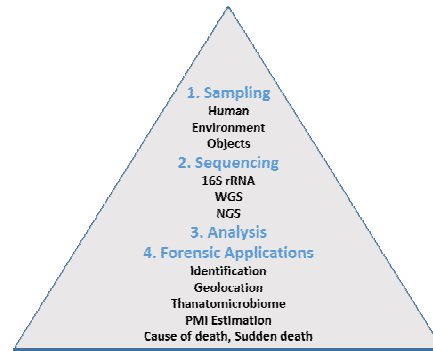 1. Sampling
Human
Environment
Objects
2. Sequencing
16S rRNA
WGS
NGS
3. Analysis
4. Forensic Applications
Identification
Geolocation
Thanatomicrobiome
PMI Estimation
Cause of death, Sudden death